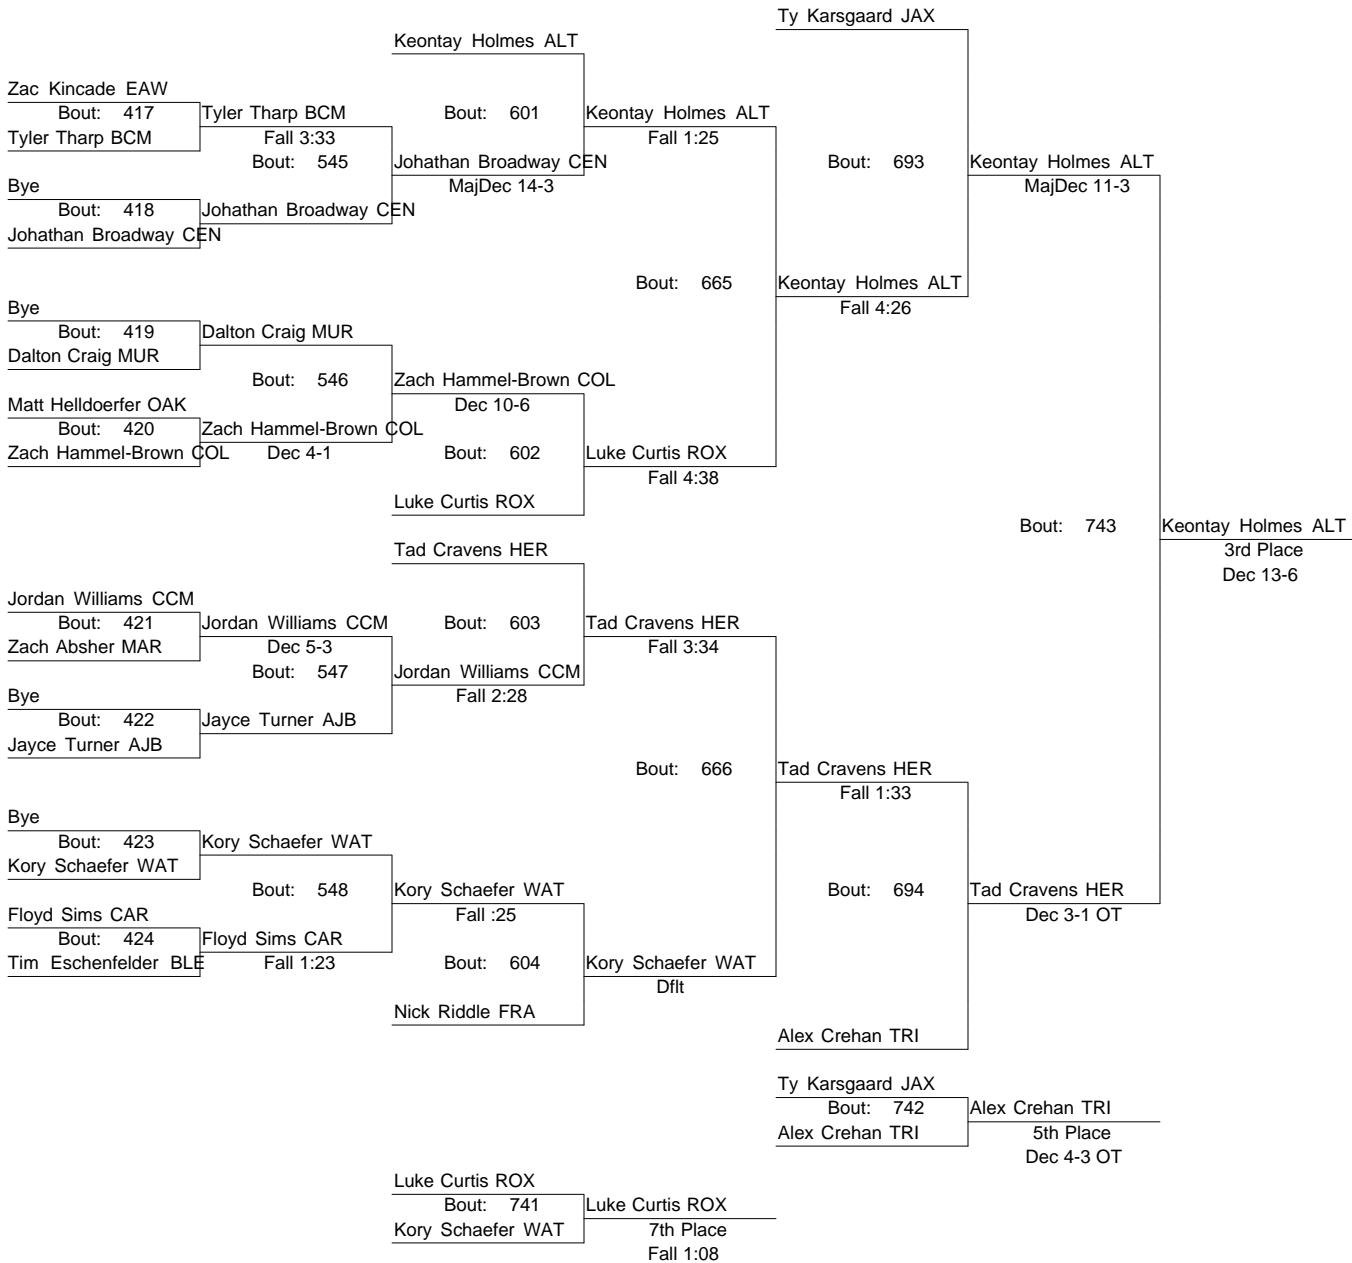 Ty Karsgaard JAX
Keontay Holmes ALT
Zac Kincade EAW
Bout: 417
Tyler Tharp BCM
Tyler Tharp BCM
Fall 3:33
Bout: 601
Keontay Holmes ALT
Fall 1:25
Bout: 545
Johathan Broadway CEN
MajDec 14-3
Bout: 693
Keontay Holmes ALT
MajDec 11-3
Bye
Bout: 418
Johathan Broadway CEN
Johathan Broadway CEN
Bout: 665
Keontay Holmes ALT
Fall 4:26
Bye
Bout: 419
Dalton Craig MUR
Dalton Craig MUR
Bout: 546
Zach Hammel-Brown COL
Dec 10-6
Matt Helldoerfer OAK
Bout: 420
Zach Hammel-Brown COL
Zach Hammel-Brown COL
Dec 4-1
Bout: 602
Luke Curtis ROX
Fall 4:38
Luke Curtis ROX
Bout: 743
Keontay Holmes ALT
3rd Place
Dec 13-6
Tad Cravens HER
Jordan Williams CCM
Bout: 421
Zach Absher MAR
Jordan Williams CCM
Dec 5-3
Bout: 603
Tad Cravens HER
Fall 3:34
Bout: 547
Jordan Williams CCM
Fall 2:28
Bye
Bout: 422
Jayce Turner AJB
Jayce Turner AJB
Bout: 666
Tad Cravens HER
Fall 1:33
Bye
Bout: 423
Kory Schaefer WAT
Kory Schaefer WAT
Bout: 548
Kory Schaefer WAT
Fall :25
Bout: 694
Tad Cravens HER
Dec 3-1 OT
Floyd Sims CAR
Bout: 424
Tim Eschenfelder BLE
Floyd Sims CAR
Fall 1:23
Bout: 604
Kory Schaefer WAT
Dflt
Nick Riddle FRA
Alex Crehan TRI
Ty Karsgaard JAX
Bout: 742
Alex Crehan TRI
Alex Crehan TRI
5th Place
Dec 4-3 OT
Luke Curtis ROX
Bout: 741
Kory Schaefer WAT
Luke Curtis ROX
7th Place
Fall 1:08